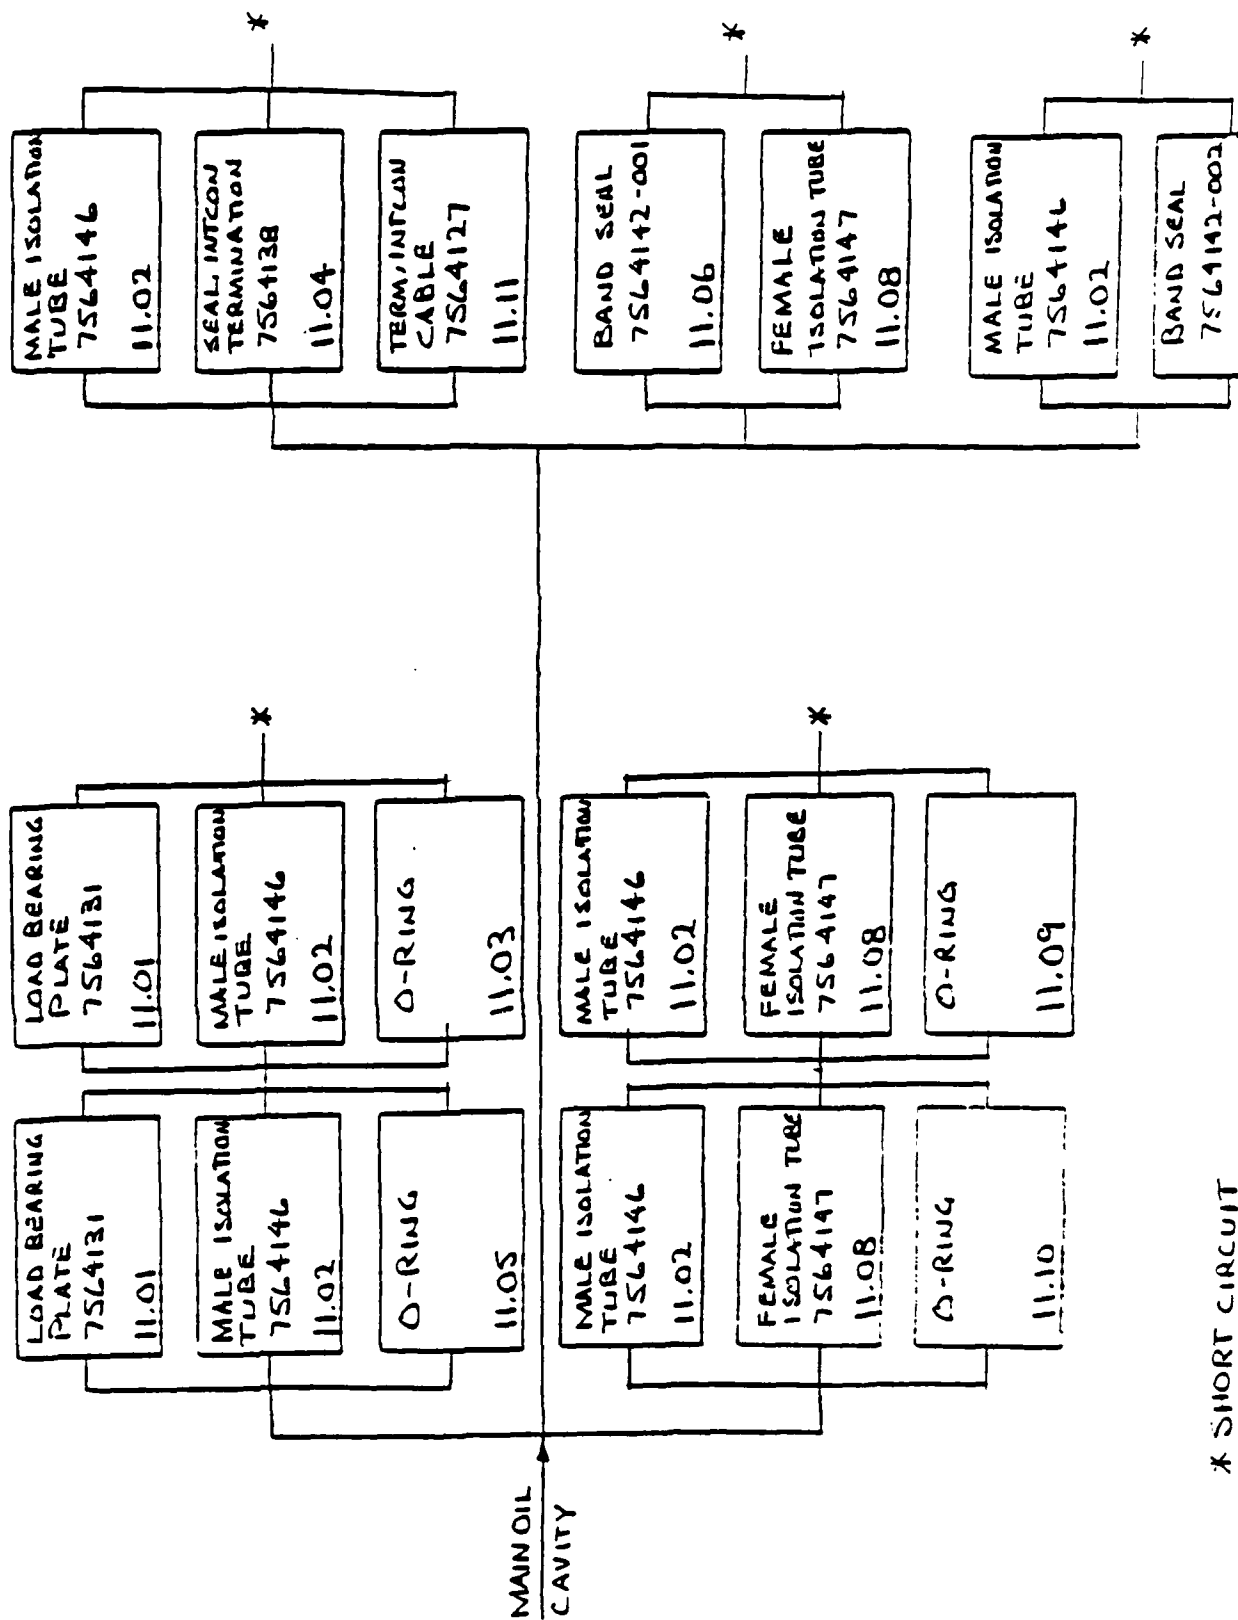 MAIN OIL
CAVITY
LOAD BEARING
PLATE
7564131
11.01
MALE ISOLATION
TUBE
7564146
11.02
O-RING
11.05
LOAD BEARING
PLATE
7564131
11.01
MALE ISOLATION
TUBE
7564146
11.02
O-RING
11.03
*
MALE ISOLATION
TUBE
7564146
11.02
FEMALE
ISOLATION TUBE
7564147
11.08
O-RING
11.10
MALE ISOLATION
TUBE
7564146
11.02
FEMALE
ISOLATION TUBE
7564147
11.08
O-RING
11.09
*
MALE ISOLATION
TUBE
7564146
11.02
SEAL, INTCON
TERMINATION
7564138
11.04
TERM, INTCON
CABLE
7564127
11.11
*
BAND SEAL
7564142-001
11.06
FEMALE
ISOLATION TUBE
7564147
11.08
*
MALE ISOLATION
TUBE
7564146
11.02
BAND SEAL
7564142-002
*
* SHORT CIRCUIT